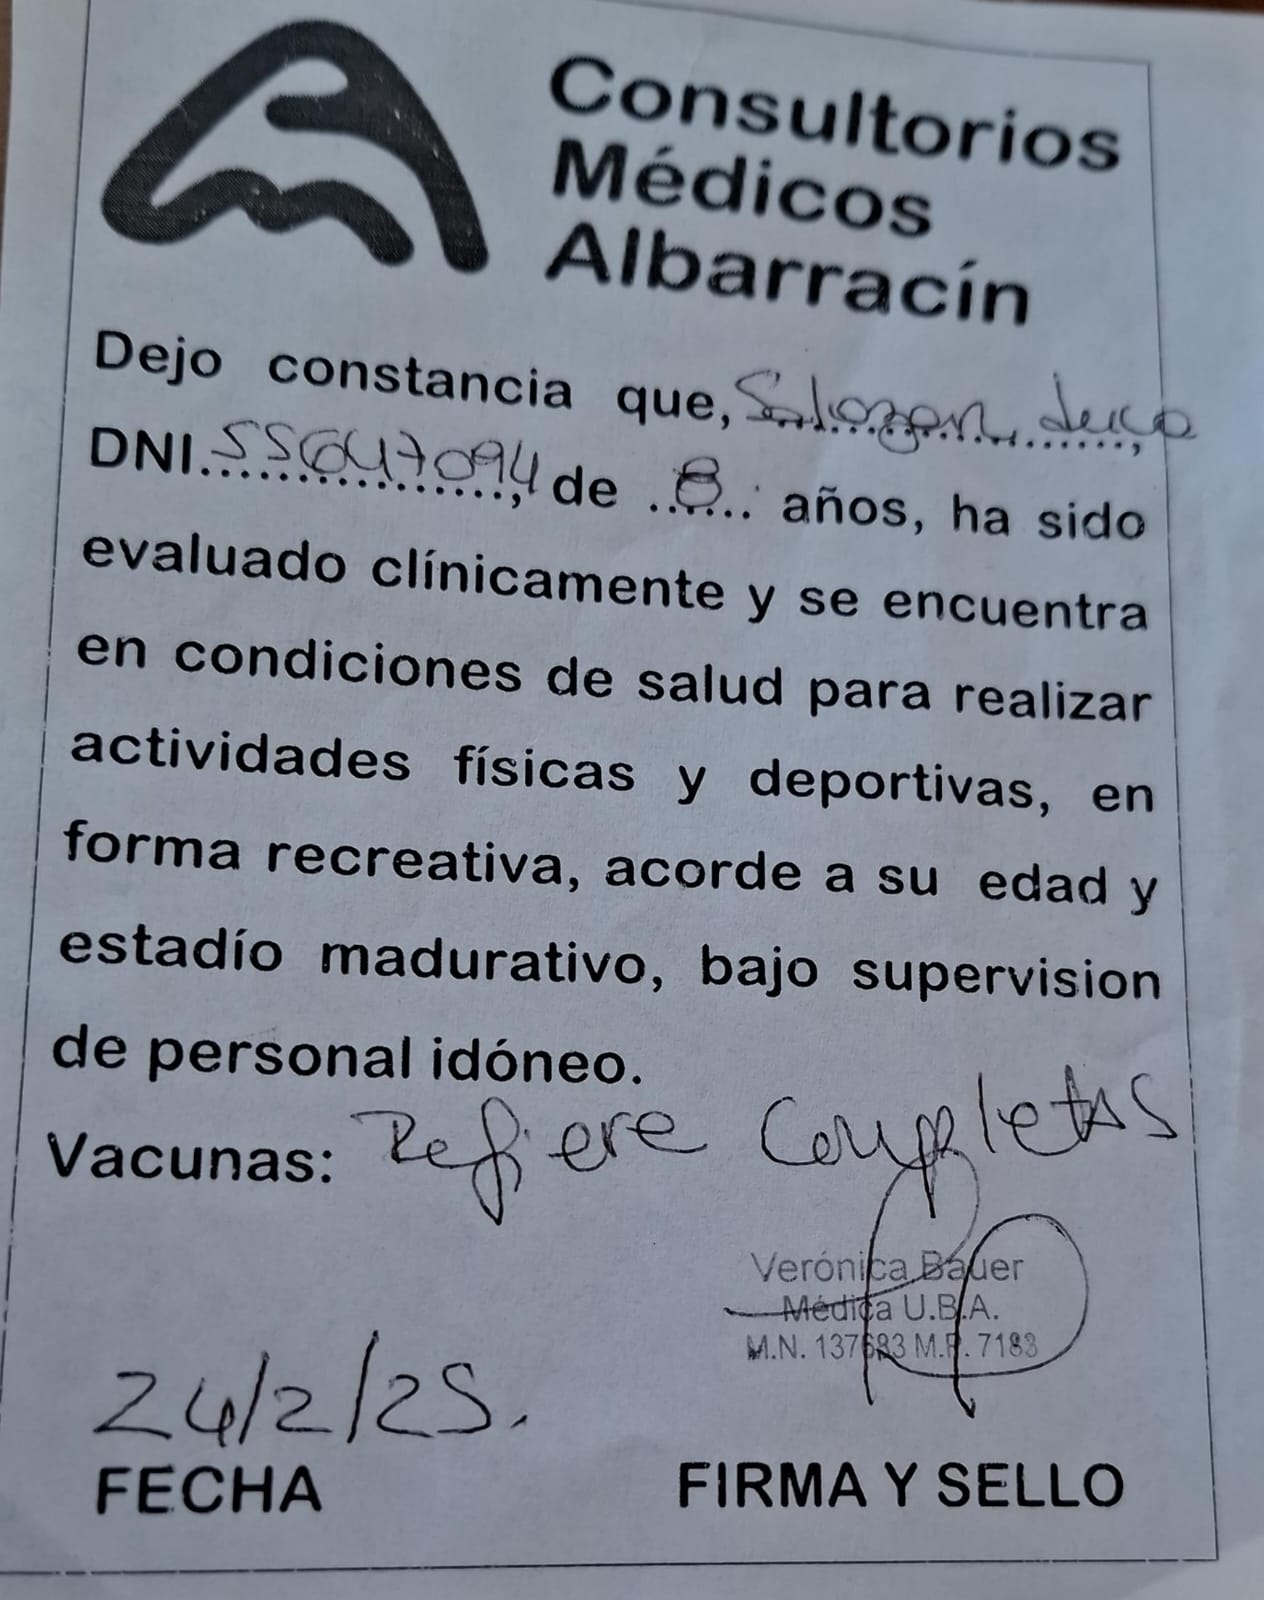 Consultorios
Médicos
Albarracín
Dejo constancia que,
DNI. 55647094, de 8 años, ha sido
evaluado clínicamente y se encuentra
en condiciones de salud para realizar
actividades físicas y deportivas, en
forma recreativa, acorde a su edad y
estadío madurativo, bajo supervision
de personal idóneo.
Vacunas: Refiere Completas
Verónica Bauer
Médica U.B.A.
M.N. 137683 M.P. 7183
24/2/25.
FECHA FIRMA Y SELLO